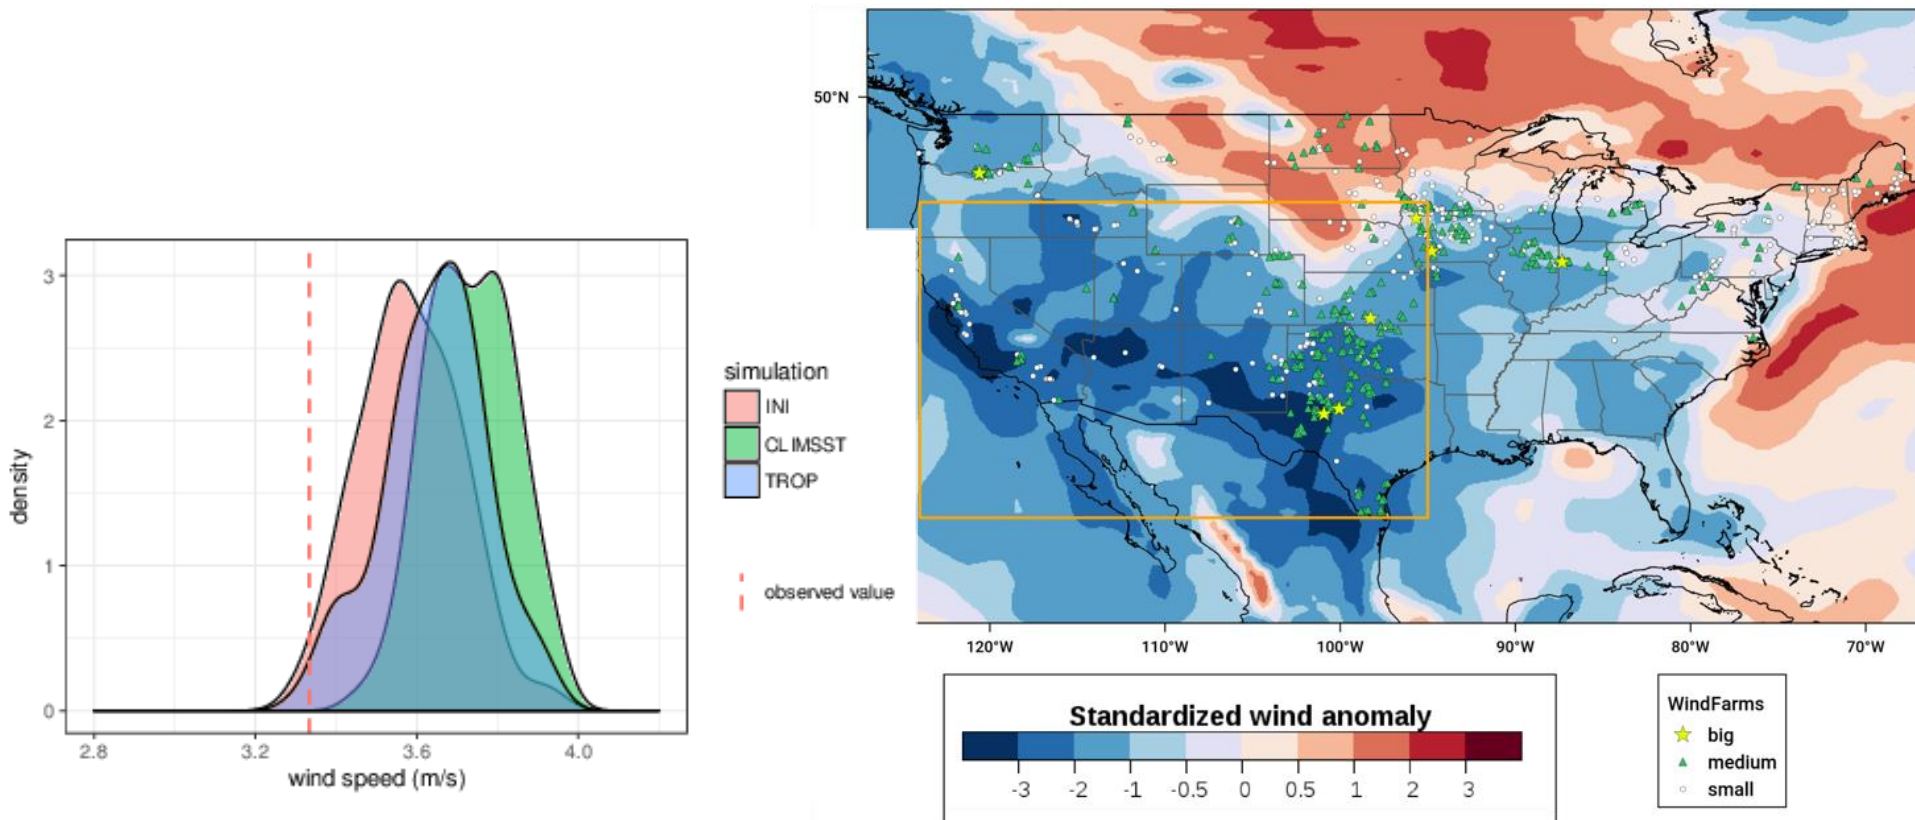 3
2
1
0
density
2.8 3.2 3.6 4.0
wind speed (m/s)
simulation
INI
CLIMSST
TROP
observed value
50°N
120°W 110°W 100°W 90°W 80°W 70°W
Standardized wind anomaly
-3 -2 -1 -0.5 0 0.5 1 2 3
WindFarms
big
medium
small